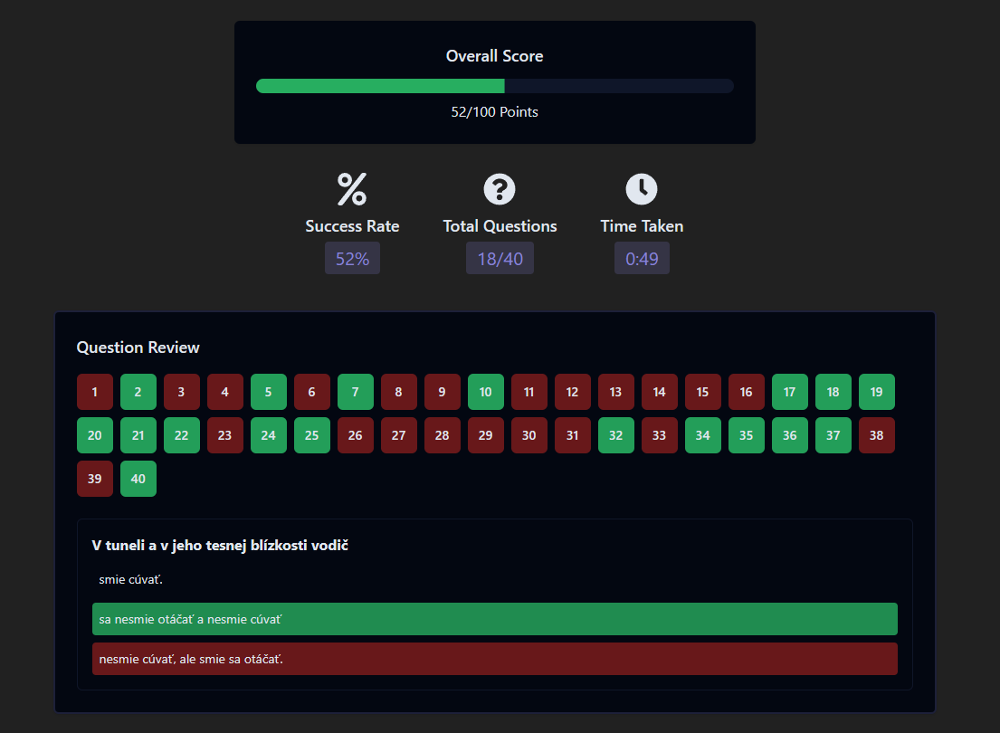 Overall Score
52/100 Points
Success Rate Total Questions Time Taken
52% 18/40 0:49
Question Review
1 2 3 4 5 6 7 8 9 10 11 12 13 14 15 16 17 18 19
20 21 22 23 24 25 26 27 28 29 30 31 32 33 34 35 36 37 38
39 40
V tuneli a v jeho tesnej blízkosti vodič
smie cúvať.
sa nesmie otáčať a nesmie cúvať
nesmie cúvať, ale smie sa otáčať.